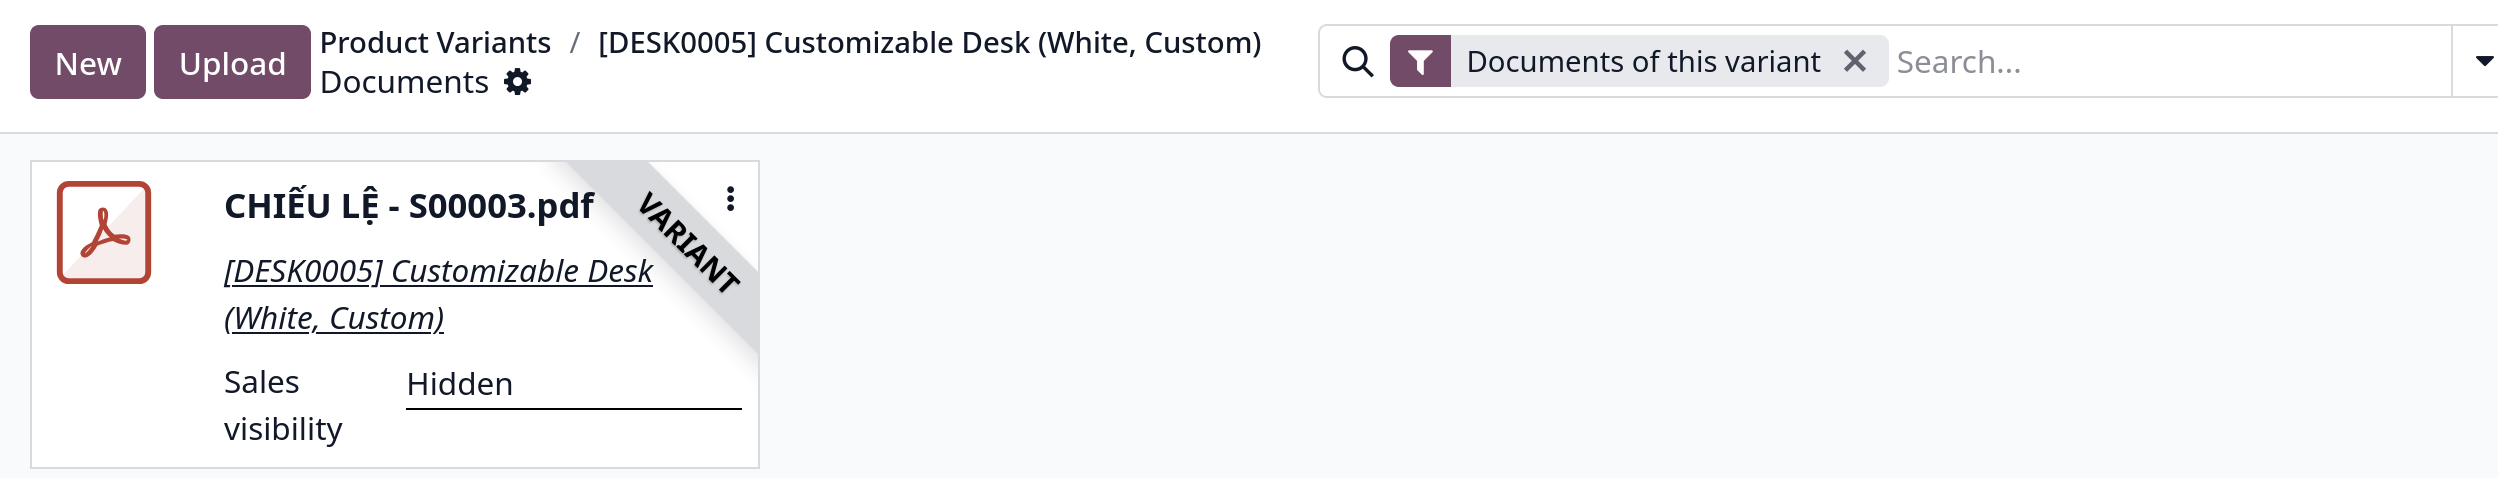 New
Upload
Product Variants / [DESK0005] Customizable Desk (White, Custom)
Documents
Documents of this variant
Search...
CHIẾU LỆ - S00003.pdf
VARIANT
[DESK0005] Customizable Desk
(White, Custom)
Sales
visibility
Hidden